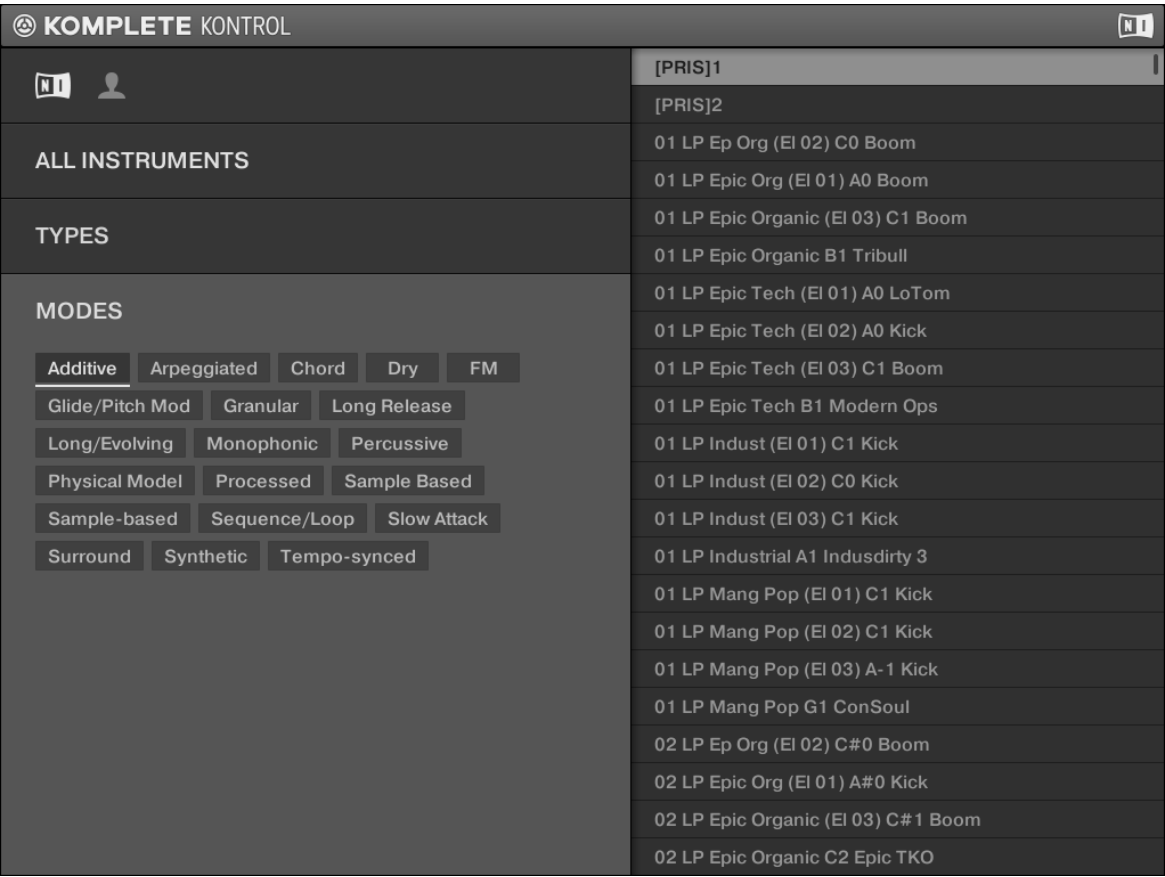 KOMPLETE KONTROL
NI
NI
ALL INSTRUMENTS
TYPES
MODES
Additive Arpeggiated Chord Dry FM
Glide/Pitch Mod Granular Long Release
Long/Evolving Monophonic Percussive
Physical Model Processed Sample Based
Sample-based Sequence/Loop Slow Attack
Surround Synthetic Tempo-synced
[PRIS]1
[PRIS]2
01 LP Ep Org (El 02) C0 Boom
01 LP Epic Org (El 01) A0 Boom
01 LP Epic Organic (El 03) C1 Boom
01 LP Epic Organic B1 Tribull
01 LP Epic Tech (El 01) A0 LoTom
01 LP Epic Tech (El 02) A0 Kick
01 LP Epic Tech (El 03) C1 Boom
01 LP Epic Tech B1 Modern Ops
01 LP Indust (El 01) C1 Kick
01 LP Indust (El 02) C0 Kick
01 LP Indust (El 03) C1 Kick
01 LP Industrial A1 Indusdirty 3
01 LP Mang Pop (El 01) C1 Kick
01 LP Mang Pop (El 02) C1 Kick
01 LP Mang Pop (El 03) A-1 Kick
01 LP Mang Pop G1 ConSoul
02 LP Ep Org (El 02) C#0 Boom
02 LP Epic Org (El 01) A#0 Kick
02 LP Epic Organic (El 03) C#1 Boom
02 LP Epic Organic C2 Epic TKO